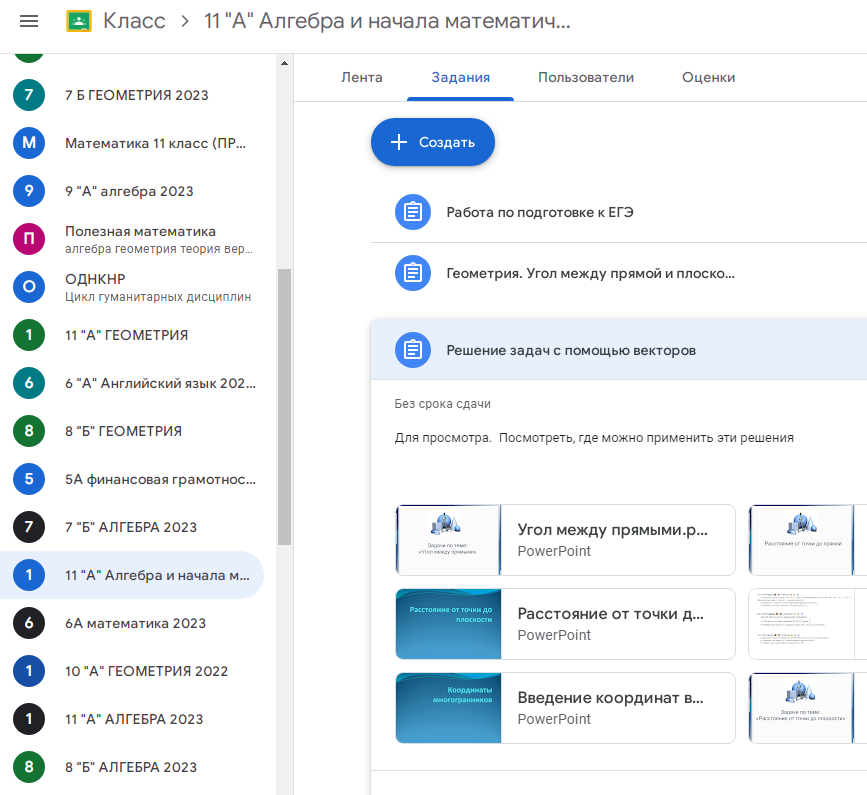 Класс > 11 "А" Алгебра и начала математич...
7 7 Б ГЕОМЕТРИЯ 2023
М Математика 11 класс (ПР...
9 9 "А" алгебра 2023
П Полезная математика
алгебра геометрия теория вер...
О ОДНКНР
Цикл гуманитарных дисциплин
1 11 "А" ГЕОМЕТРИЯ
6 6 "А" Английский язык 202...
8 8 "Б" ГЕОМЕТРИЯ
5 5А финансовая грамотнос...
7 7 "Б" АЛГЕБРА 2023
1 11 "А" Алгебра и начала м...
6 6А математика 2023
1 10 "А" ГЕОМЕТРИЯ 2022
1 11 "А" АЛГЕБРА 2023
8 8 "Б" АЛГЕБРА 2023
Лента Задания Пользователи Оценки
+ Создать
Работа по подготовке к ЕГЭ
Геометрия. Угол между прямой и плоско...
Решение задач с помощью векторов
Без срока сдачи
Для просмотра. Посмотреть, где можно применить эти решения
Задачи по теме:
«Угол между прямыми»
Угол между прямыми.p...
PowerPoint
Расстояние от точки до прямой
Расстояние от точки до
плоскости
Расстояние от точки д...
PowerPoint
Координаты
многогранников
Введение координат в...
PowerPoint
Задачи по теме:
«Расстояние от точки до плоскости»